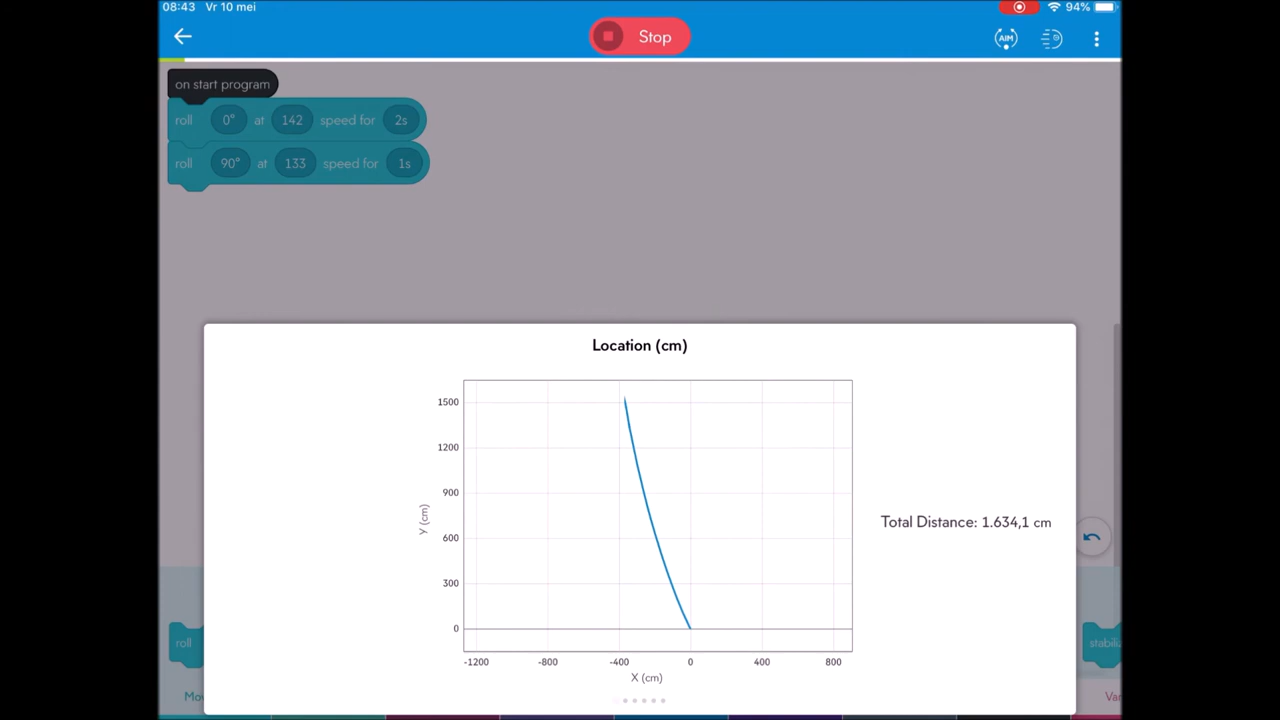 08:43 Vr 10 mei
94%
Stop
AIM
on start program
roll 0° at 142 speed for 2s
roll 90° at 133 speed for 1s
Location (cm)
1500
1200
900
600
300
0
Y (cm)
-1200 -800 -400 0 400 800
X (cm)
Total Distance: 1.634,1 cm
roll